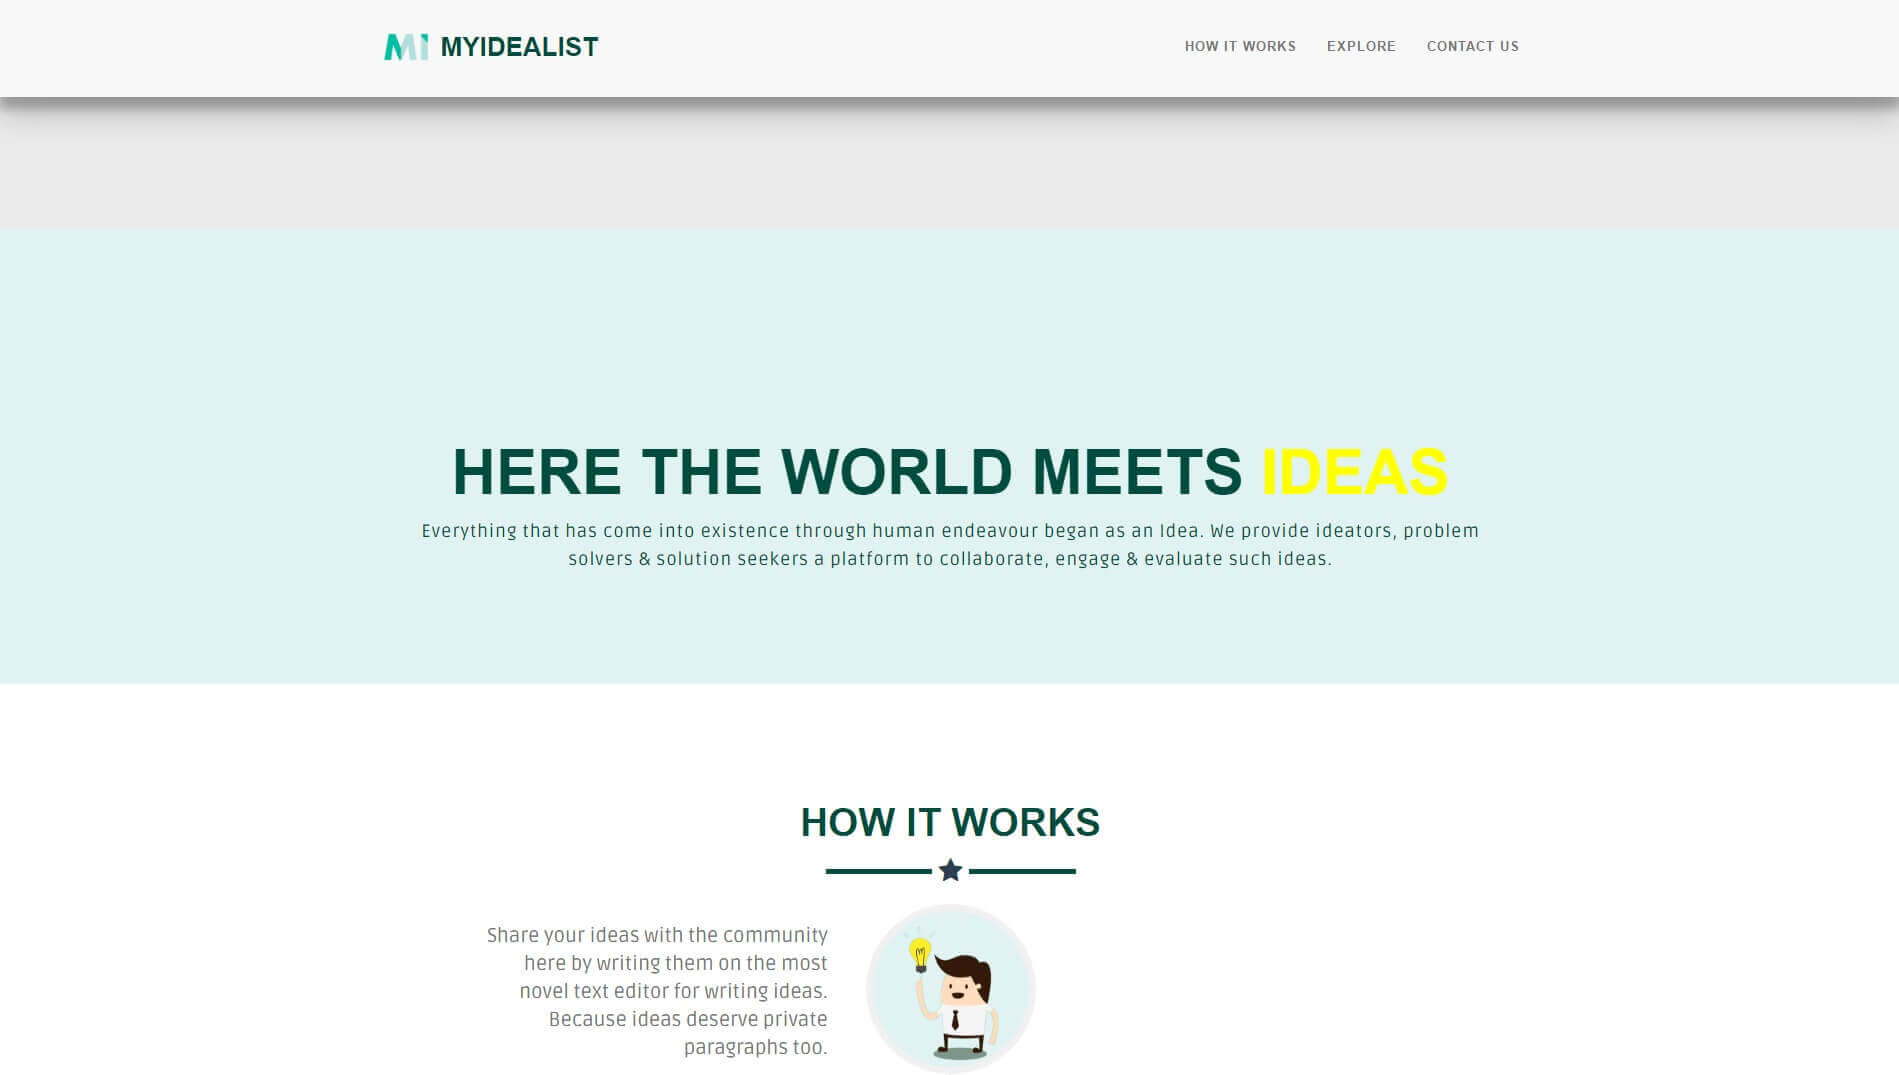 MI MYIDEALIST
HOW IT WORKS EXPLORE CONTACT US
HERE THE WORLD MEETS IDEAS
Everything that has come into existence through human endeavour began as an Idea. We provide ideators, problem
solvers & solution seekers a platform to collaborate, engage & evaluate such ideas.
HOW IT WORKS
Share your ideas with the community
here by writing them on the most
novel text editor for writing ideas.
Because ideas deserve private
paragraphs too.